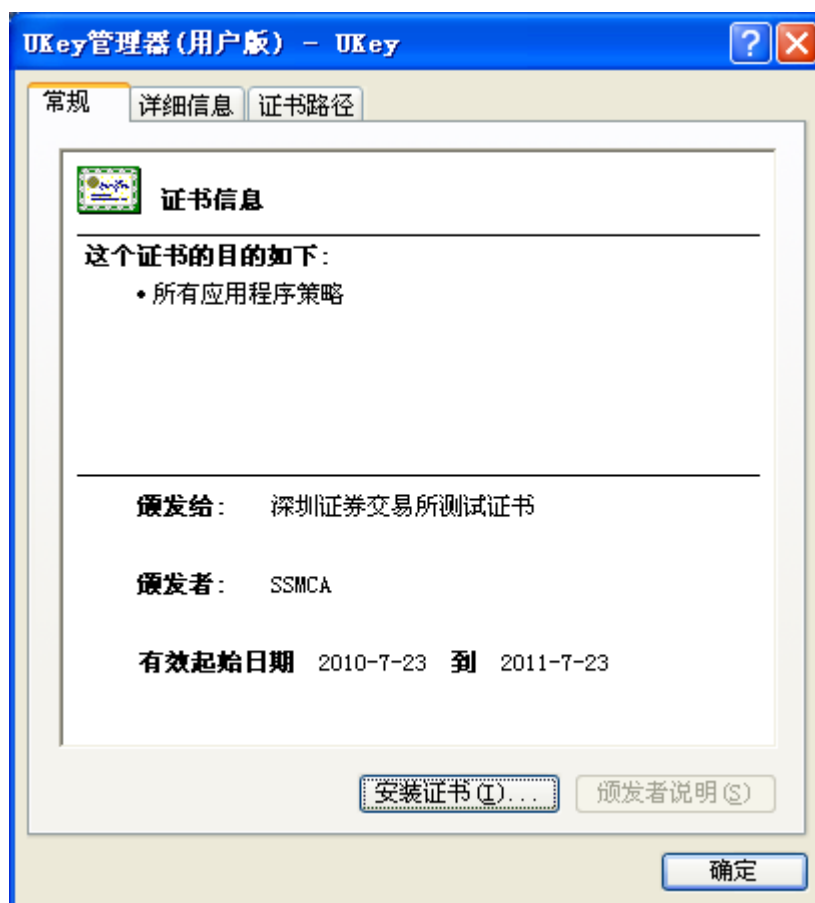 UKey管理器(用户版) - UKey
常规 详细信息 证书路径
证书信息
这个证书的目的如下:
•所有应用程序策略
颁发给: 深圳证券交易所测试证书
颁发者: SSMCA
有效起始日期 2010-7-23 到 2011-7-23
安装证书(I)... 颁发者说明(S)
确定